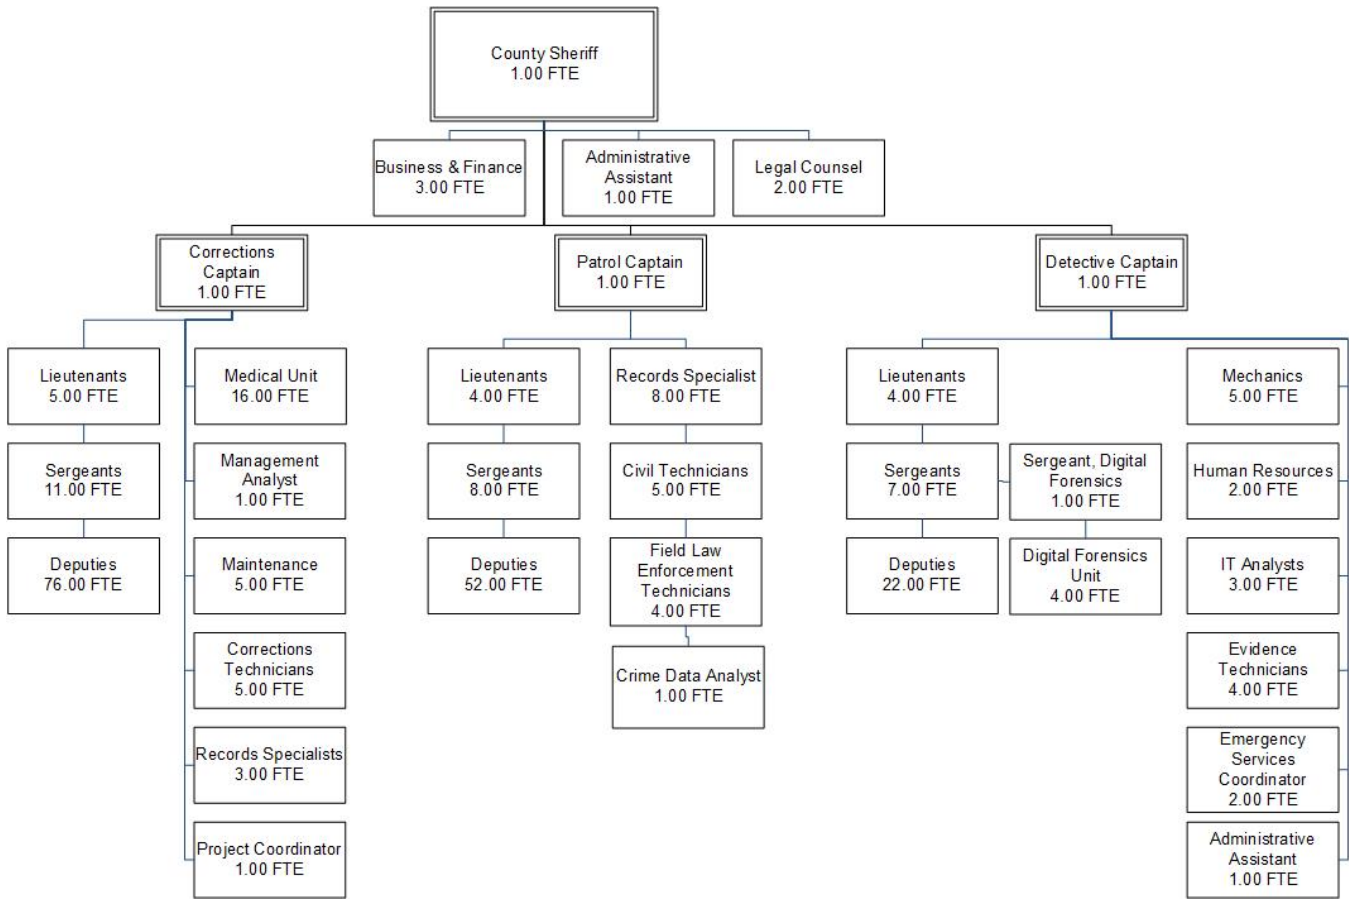 County Sheriff
1.00 FTE
Business & Finance
3.00 FTE
Administrative
Assistant
1.00 FTE
Legal Counsel
2.00 FTE
Corrections
Captain
1.00 FTE
Patrol Captain
1.00 FTE
Detective Captain
1.00 FTE
Lieutenants
5.00 FTE
Sergeants
11.00 FTE
Deputies
76.00 FTE
Medical Unit
16.00 FTE
Management
Analyst
1.00 FTE
Maintenance
5.00 FTE
Corrections
Technicians
5.00 FTE
Records Specialists
3.00 FTE
Project Coordinator
1.00 FTE
Lieutenants
4.00 FTE
Sergeants
8.00 FTE
Deputies
52.00 FTE
Records Specialist
8.00 FTE
Civil Technicians
5.00 FTE
Field Law
Enforcement
Technicians
4.00 FTE
Crime Data Analyst
1.00 FTE
Lieutenants
4.00 FTE
Sergeants
7.00 FTE
Deputies
22.00 FTE
Sergeant, Digital
Forensics
1.00 FTE
Digital Forensics
Unit
4.00 FTE
Mechanics
5.00 FTE
Human Resources
2.00 FTE
IT Analysts
3.00 FTE
Evidence
Technicians
4.00 FTE
Emergency
Services
Coordinator
2.00 FTE
Administrative
Assistant
1.00 FTE